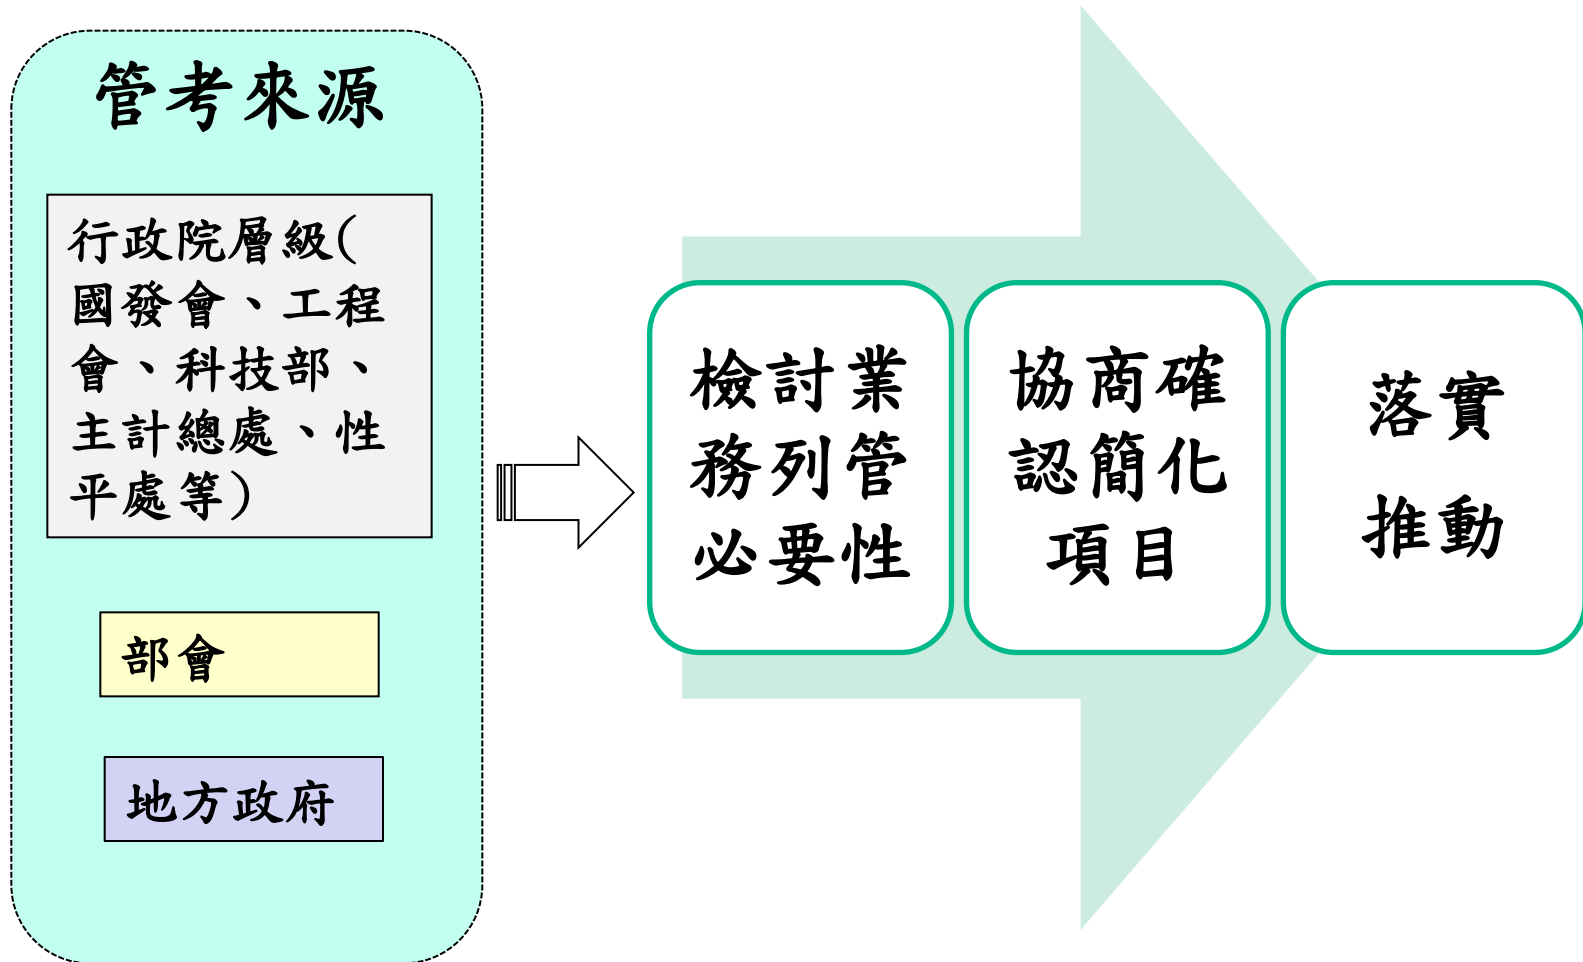 管考來源
行政院層級(
國發會、工程
會、科技部、
主計總處、性
平處等)
部會
地方政府
檢討業
務列管
必要性
協商確
認簡化
項目
落實
推動